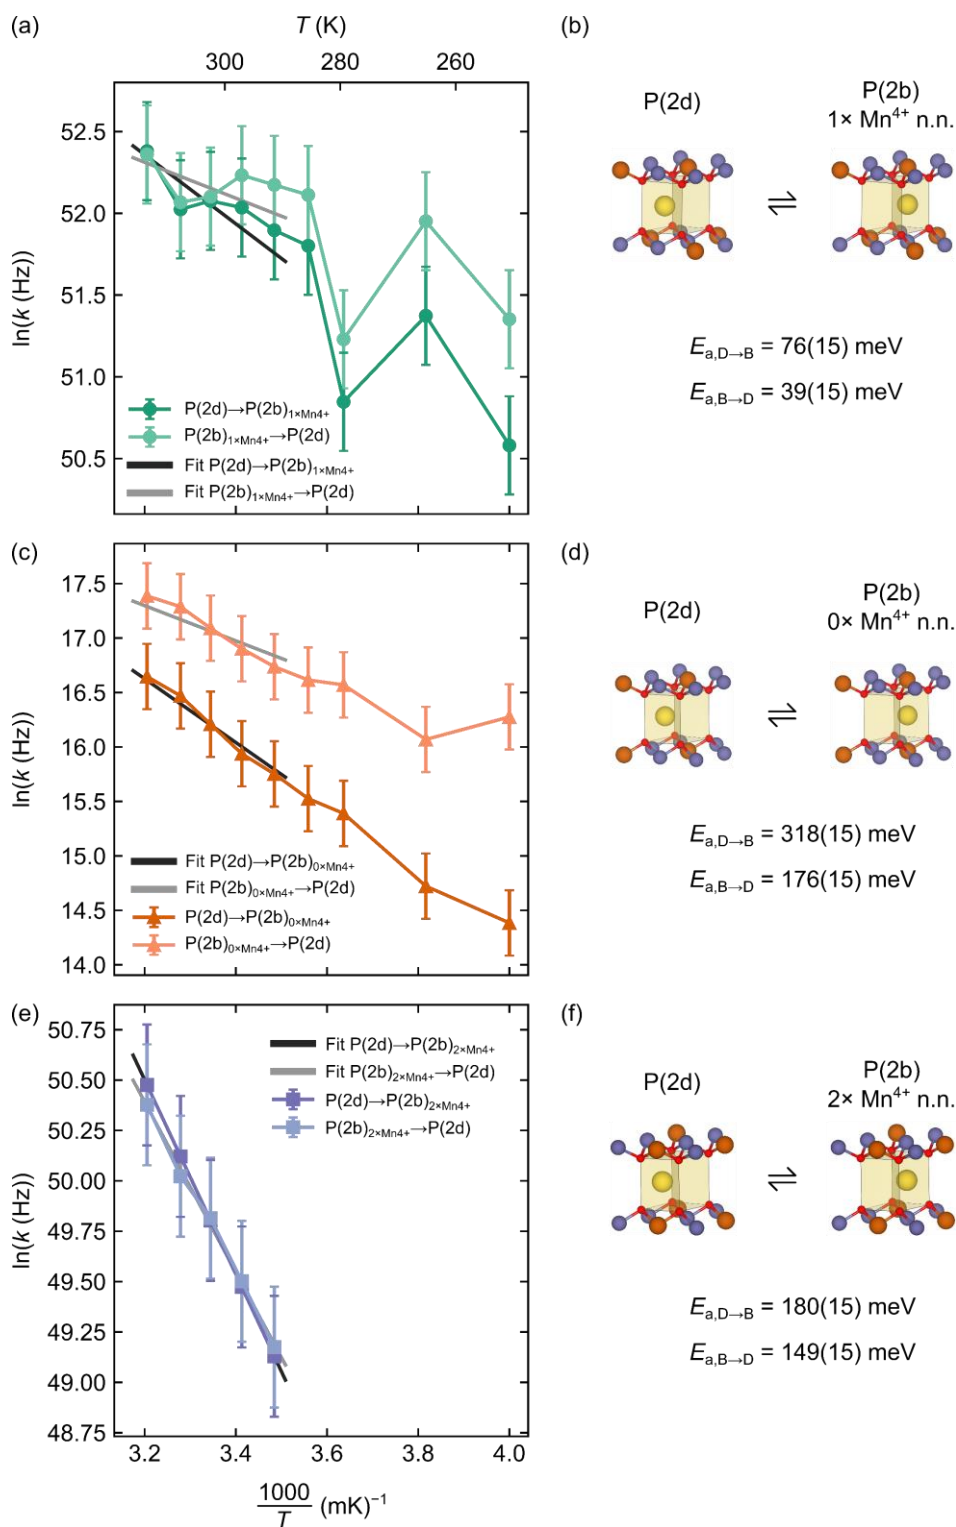 (a)
T (K)
300
280
260
52.5
52.0
51.5
51.0
50.5
ln(k (Hz))
P(2d)→P(2b)1×Mn4+
P(2b)1×Mn4+→P(2d)
Fit P(2d)→P(2b)1×Mn4+
Fit P(2b)1×Mn4+→P(2d)
(b)
P(2d)
P(2b)
1× Mn4+ n.n.
⇌
Ea,D→B = 76(15) meV
Ea,B→D = 39(15) meV
(c)
17.5
17.0
16.5
16.0
15.5
15.0
14.5
14.0
ln(k (Hz))
Fit P(2d)→P(2b)0×Mn4+
Fit P(2b)0×Mn4+→P(2d)
P(2d)→P(2b)0×Mn4+
P(2b)0×Mn4+→P(2d)
(d)
P(2d)
P(2b)
0× Mn4+ n.n.
⇌
Ea,D→B = 318(15) meV
Ea,B→D = 176(15) meV
(e)
50.75
50.50
50.25
50.00
49.75
49.50
49.25
49.00
48.75
ln(k (Hz))
Fit P(2d)→P(2b)2×Mn4+
Fit P(2b)2×Mn4+→P(2d)
P(2d)→P(2b)2×Mn4+
P(2b)2×Mn4+→P(2d)
3.2
3.4
3.6
3.8
4.0
1000
T
(mK)−1
(f)
P(2d)
P(2b)
2× Mn4+ n.n.
⇌
Ea,D→B = 180(15) meV
Ea,B→D = 149(15) meV